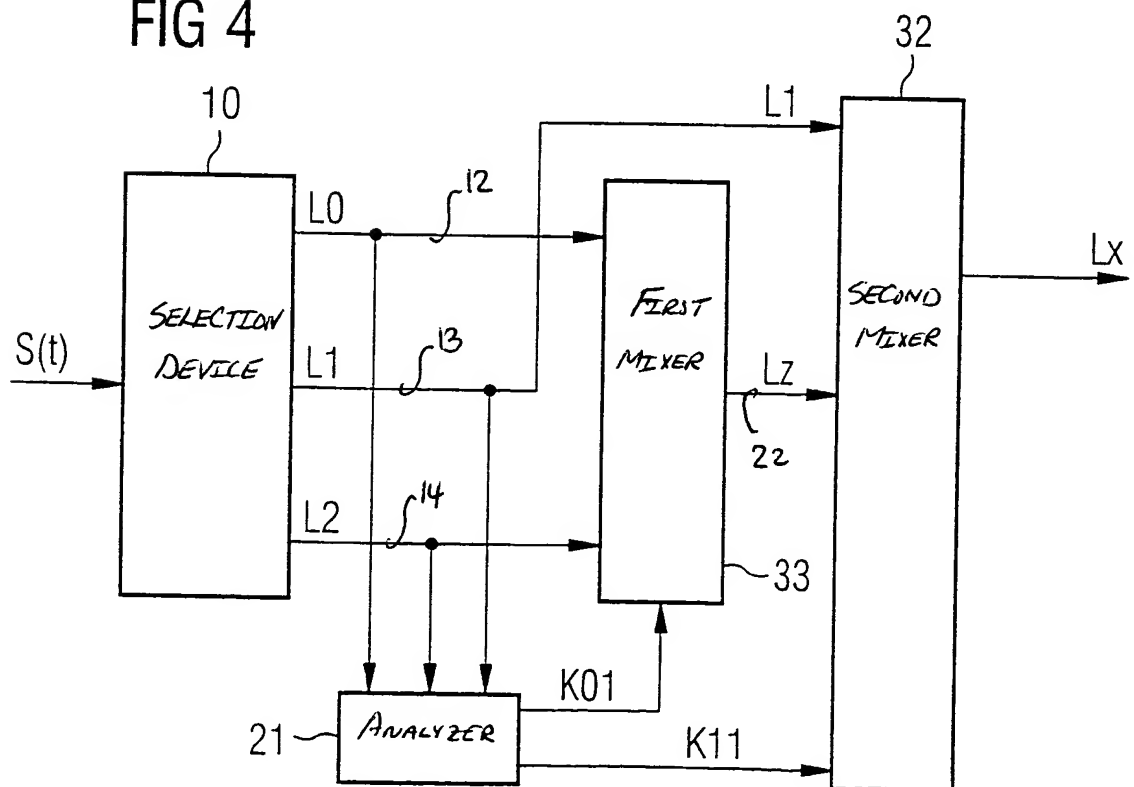 FIG 4
32
10
L1
L0
12
Lx
SELECTION
DEVICE
FIRST
MIXER
SECOND
MIXER
S(t)
L1
13
Lz
22
L2
14
33
K01
21
ANALYZER
K11